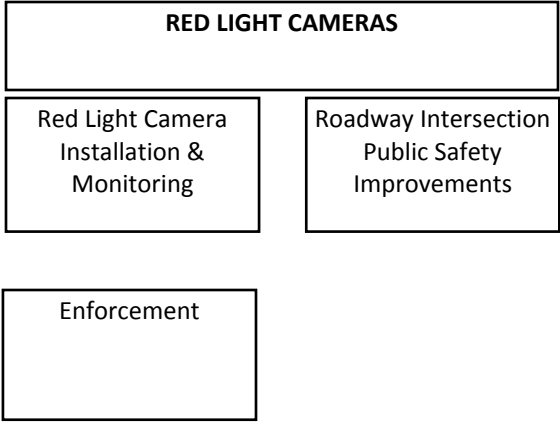 RED LIGHT CAMERAS
Red Light Camera
Installation &
Monitoring
Roadway Intersection
Public Safety
Improvements
Enforcement